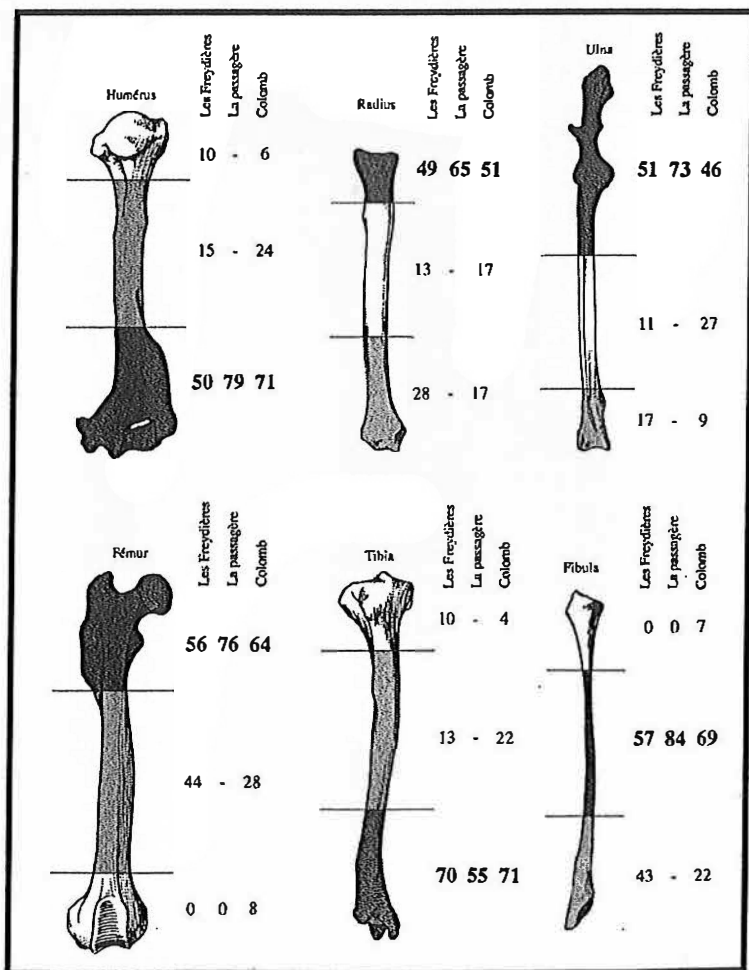 Humérus
Les Freydières
La passagère
Colomb
10 - 6
15 - 24
50 79 71
Radius
Les Freydières
La passagère
Colomb
49 65 51
13 - 17
28 - 17
Ulna
Les Freydières
La passagère
Colomb
51 73 46
11 - 27
17 - 9
Fémur
Les Freydières
La passagère
Colomb
56 76 64
44 - 28
0 0 8
Tibia
Les Freydières
La passagère
Colomb
10 - 4
13 - 22
70 55 71
Fibula
Les Freydières
La passagère
Colomb
0 0 7
57 84 69
43 - 22